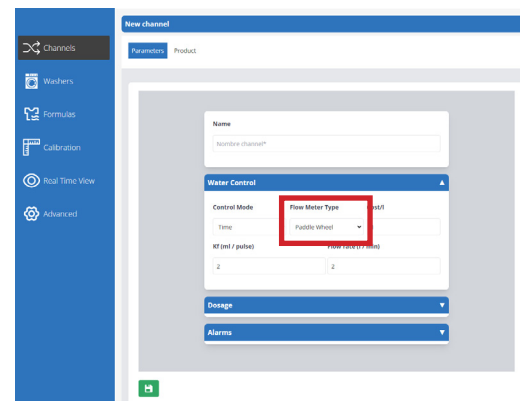 New channel
Channels
Washers
Formulas
Calibration
Real Time View
Advanced
Parameters Product
Name
Nombre channel*
Water Control ▲
Control Mode Flow Meter Type
Time Paddle Wheel
Kf (ml / pulse)
2 2
Dosage ▼
Alarms ▼